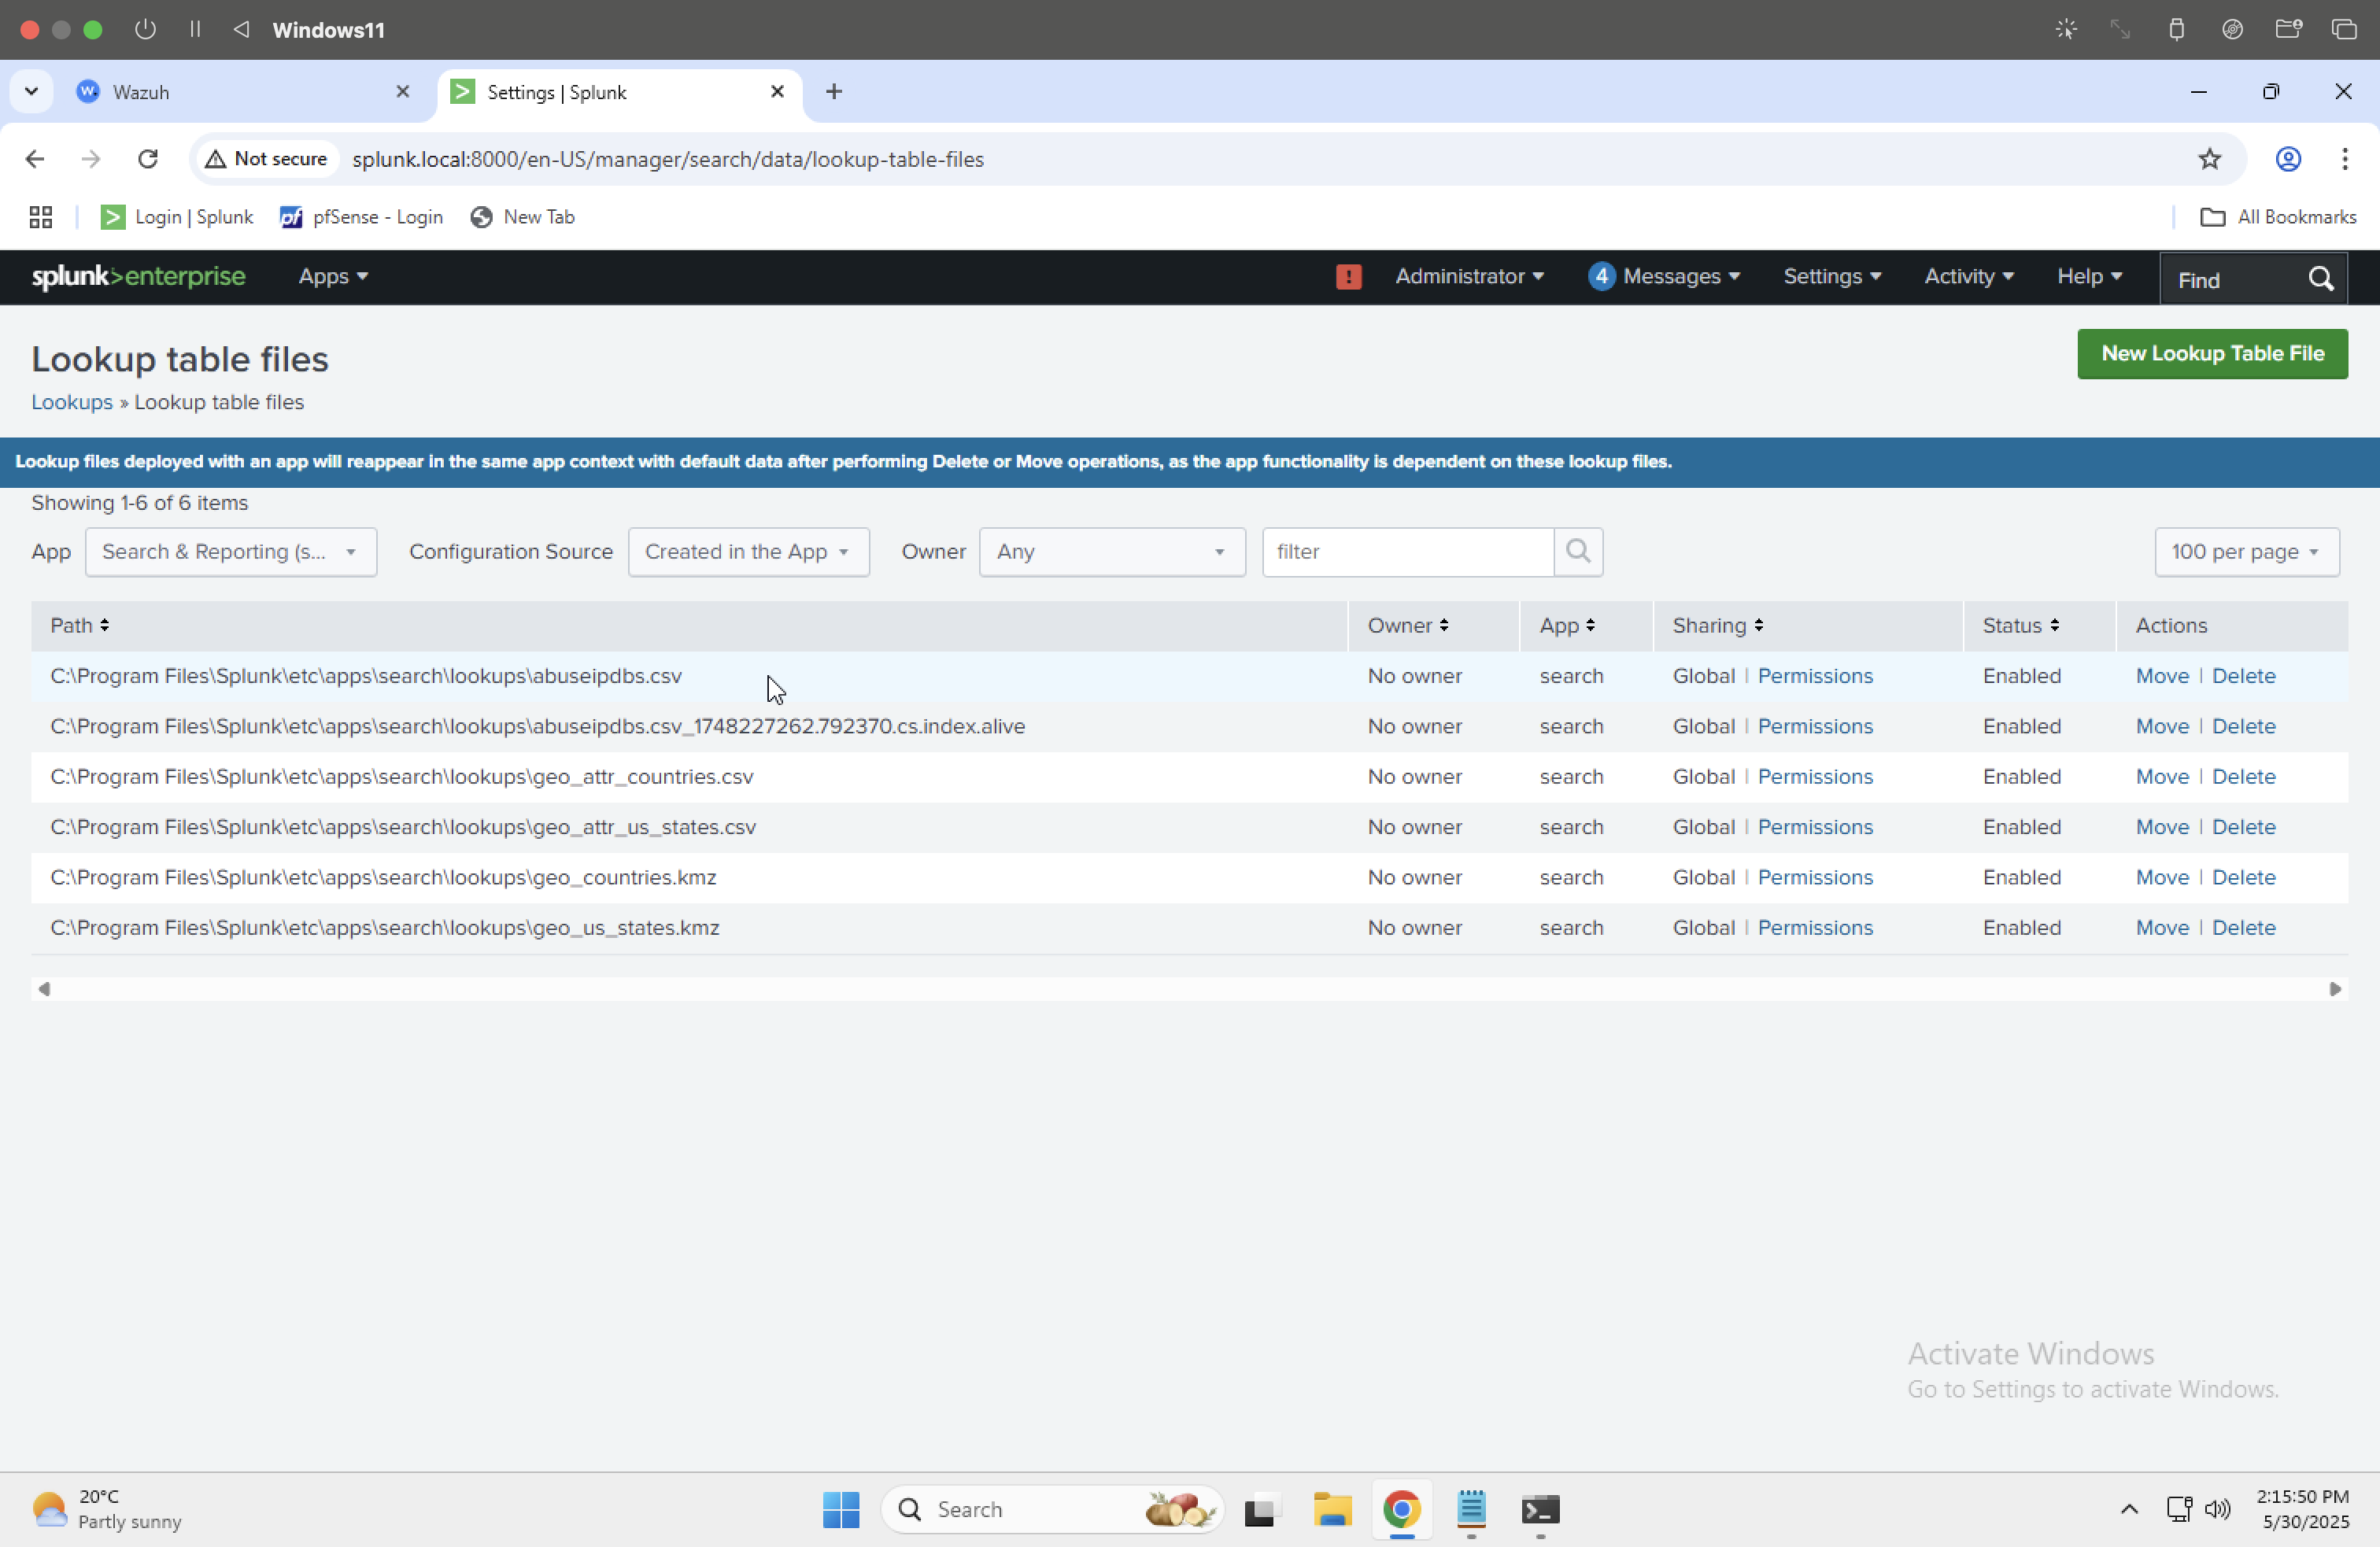 Windows11
Wazuh
Settings | Splunk
Not secure splunk.local:8000/en-US/manager/search/data/lookup-table-files
Login | Splunk pfSense - Login New Tab All Bookmarks
splunk>enterprise Apps Administrator 4 Messages Settings Activity Help Find
Lookup table files
New Lookup Table File
Lookups » Lookup table files
Lookup files deployed with an app will reappear in the same app context with default data after performing Delete or Move operations, as the app functionality is dependent on these lookup files.
Showing 1-6 of 6 items
App Search & Reporting (s... Configuration Source Created in the App Owner Any filter 100 per page
Path Owner App Sharing Status Actions
C:\Program Files\Splunk\etc\apps\search\lookups\abuseipdbs.csv No owner search Global | Permissions Enabled Move | Delete
C:\Program Files\Splunk\etc\apps\search\lookups\abuseipdbs.csv_1748227262.792370.cs.index.alive No owner search Global | Permissions Enabled Move | Delete
C:\Program Files\Splunk\etc\apps\search\lookups\geo_attr_countries.csv No owner search Global | Permissions Enabled Move | Delete
C:\Program Files\Splunk\etc\apps\search\lookups\geo_attr_us_states.csv No owner search Global | Permissions Enabled Move | Delete
C:\Program Files\Splunk\etc\apps\search\lookups\geo_countries.kmz No owner search Global | Permissions Enabled Move | Delete
C:\Program Files\Splunk\etc\apps\search\lookups\geo_us_states.kmz No owner search Global | Permissions Enabled Move | Delete
Activate Windows
Go to Settings to activate Windows.
20°C
Partly sunny
Search
2:15:50 PM
5/30/2025